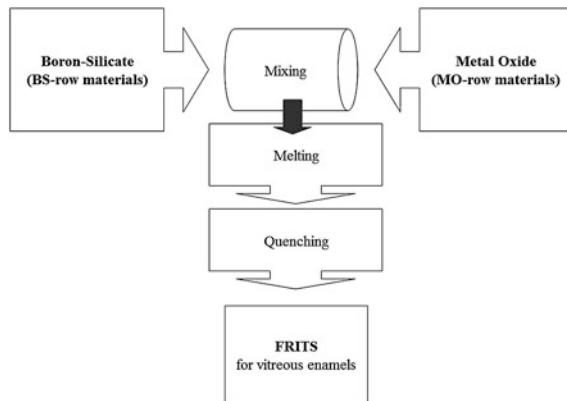 Boron-Silicate
(BS-row materials)
Mixing
Metal Oxide
(MO-row materials)
Melting
Quenching
FRITS
for vitreous enamels